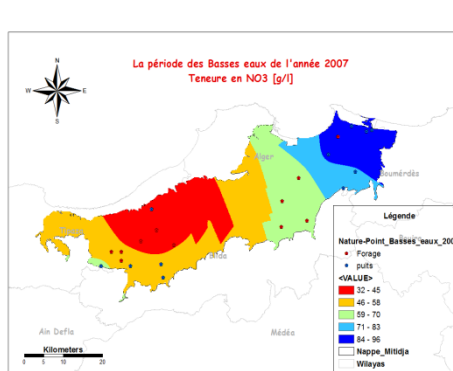 La période des Basses eaux de l'année 2007
Teneure en NO3 [g/l]
N
W
E
S
Alger
Boumérdès
Tipaza
Blida
Ain Defla
Médéa
Kilometers
0 5 10 20
Légende
Nature-Point_Basses_eaux_200
Forage
puits
<VALUE>
32 - 45
46 - 58
59 - 70
71 - 83
84 - 96
Nappe_Mitidja
Wilayas